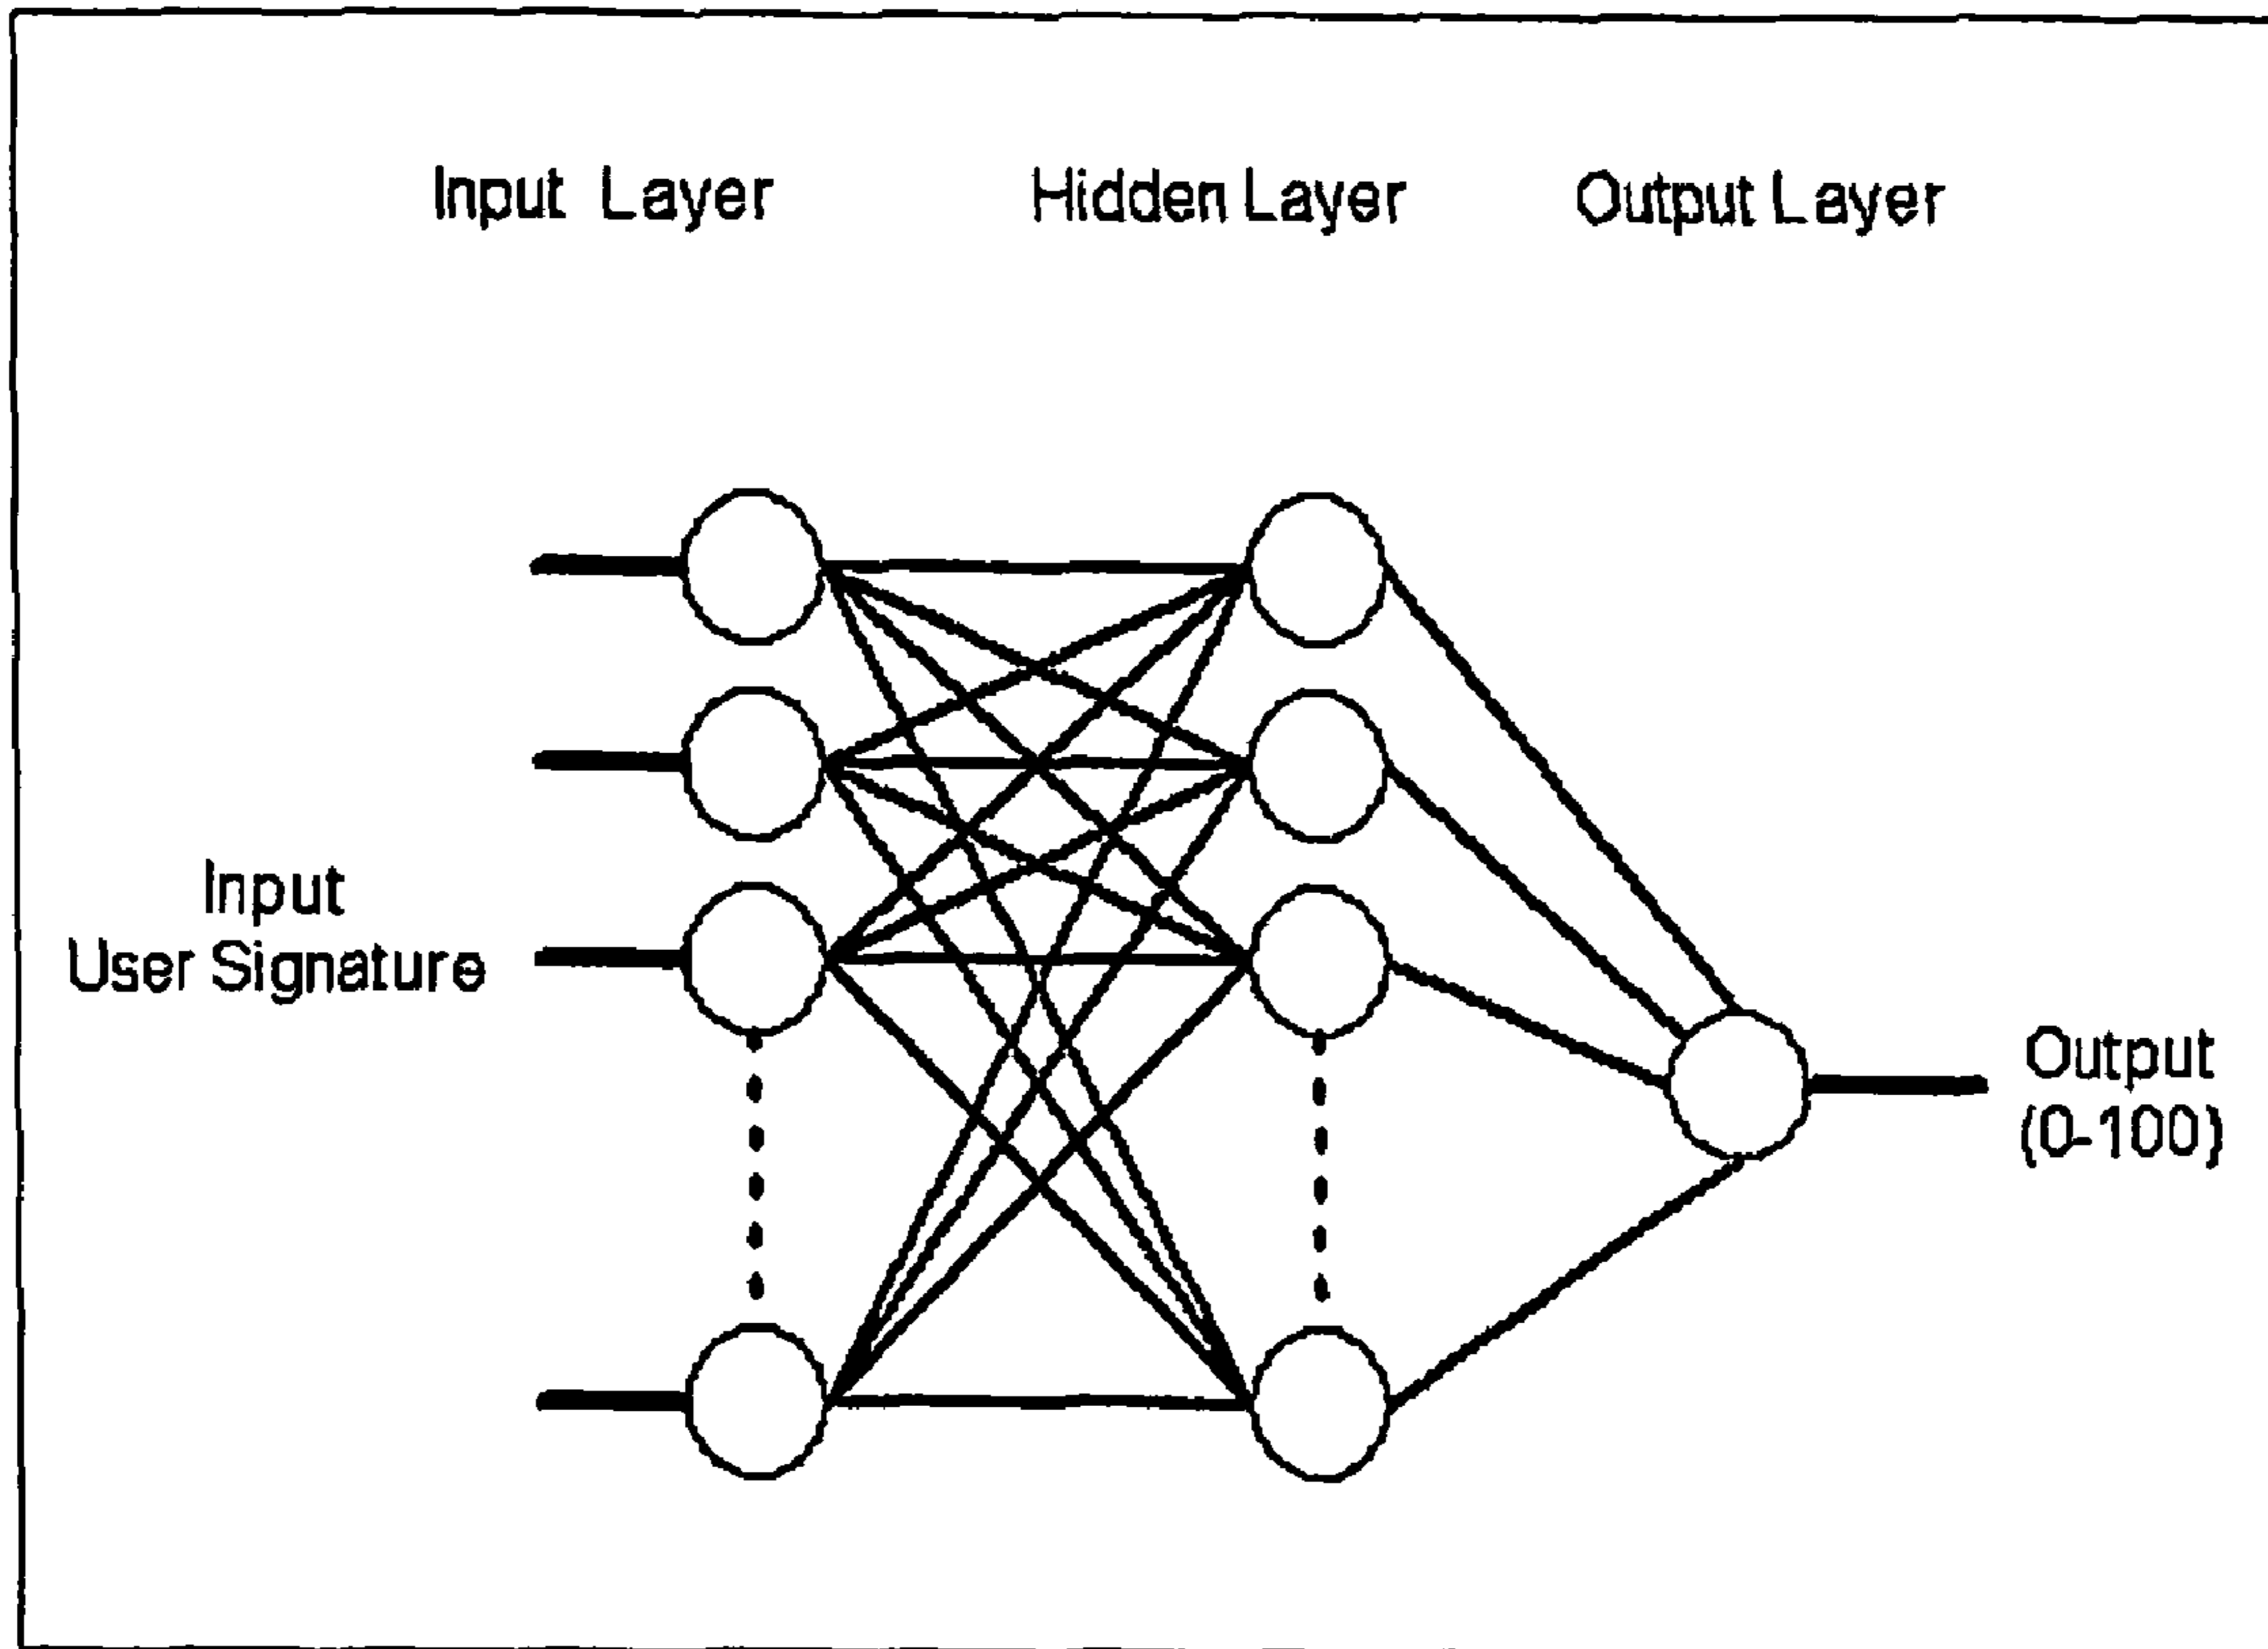 Input Layer
Hidden Layer
Output Layer
Input
User Signature
Output
(0-100)